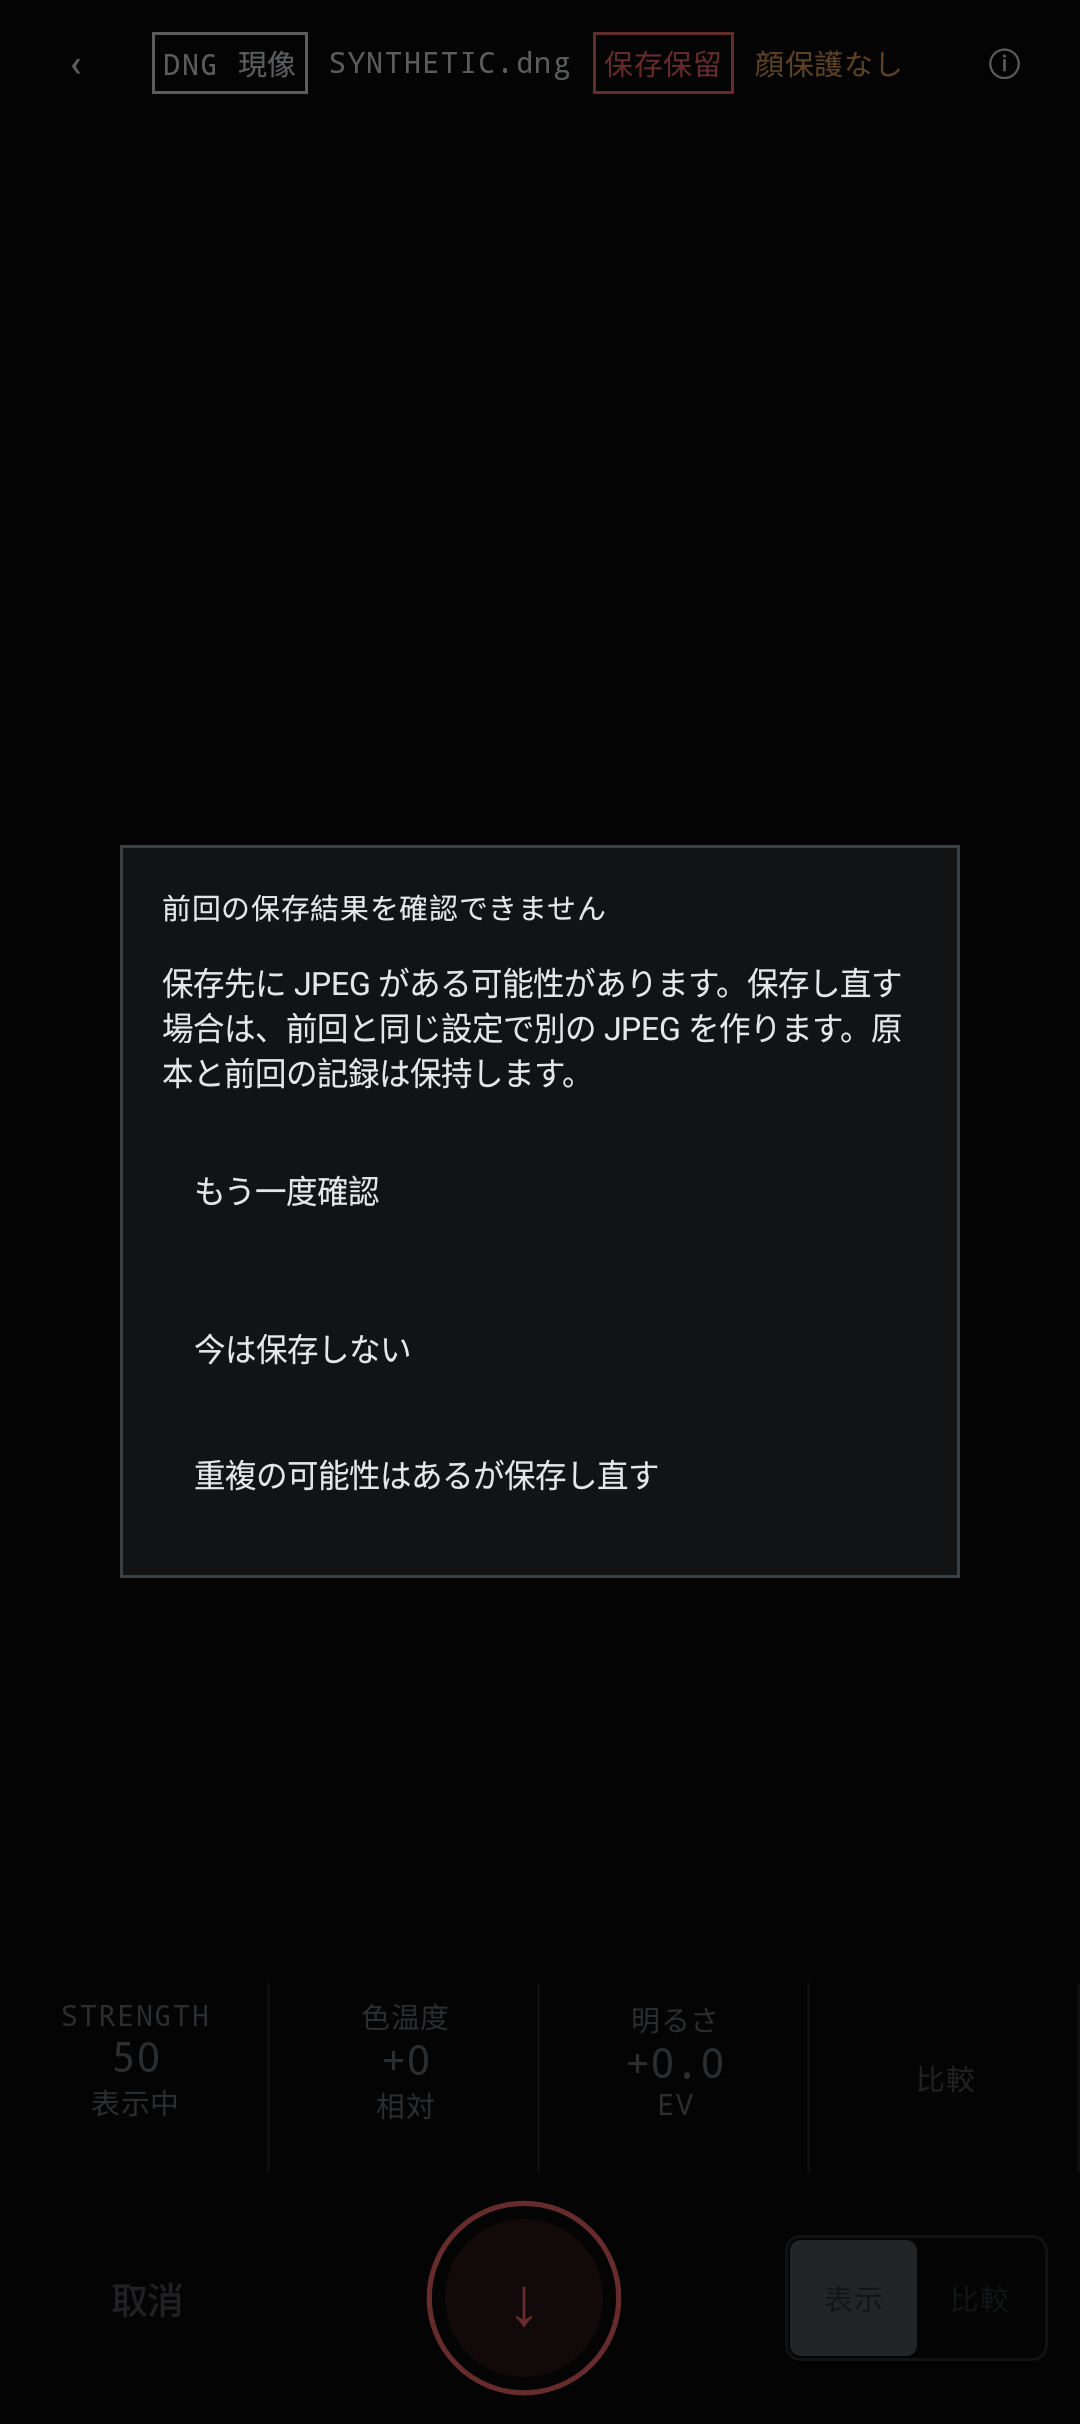 ‹ DNG 現像 SYNTHETIC.dng 保存保留 顔保護なし ⓘ
前回の保存結果を確認できません
保存先に JPEG がある可能性があります。保存し直す
場合は、前回と同じ設定で別の JPEG を作ります。原
本と前回の記録は保持します。
もう一度確認
今は保存しない
重複の可能性はあるが保存し直す
STRENGTH
50
表示中
色温度
+0
相対
明るさ
+0.0
EV
比較
取消
↓
表示 比較